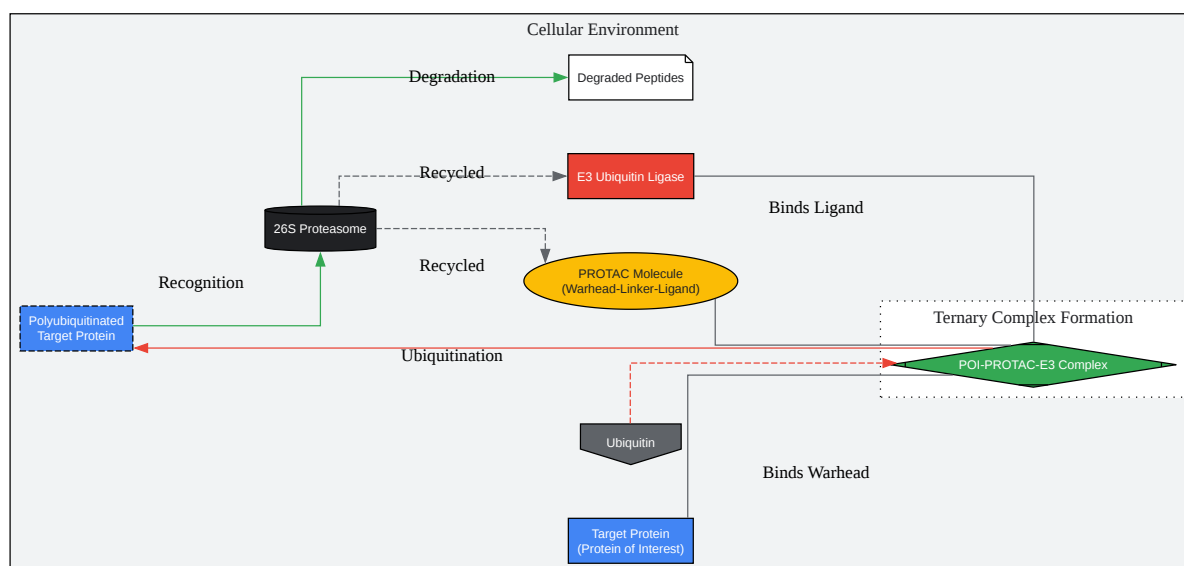 Cellular Environment
Degradation
Degraded Peptides
Recycled
E3 Ubiquitin Ligase
Binds Ligand
26S Proteasome
Recycled
PROTAC Molecule
(Warhead-Linker-Ligand)
Recognition
Polyubiquitinated
Target Protein
Ternary Complex Formation
Ubiquitination
POI-PROTAC-E3 Complex
Ubiquitin
Binds Warhead
Target Protein
(Protein of Interest)